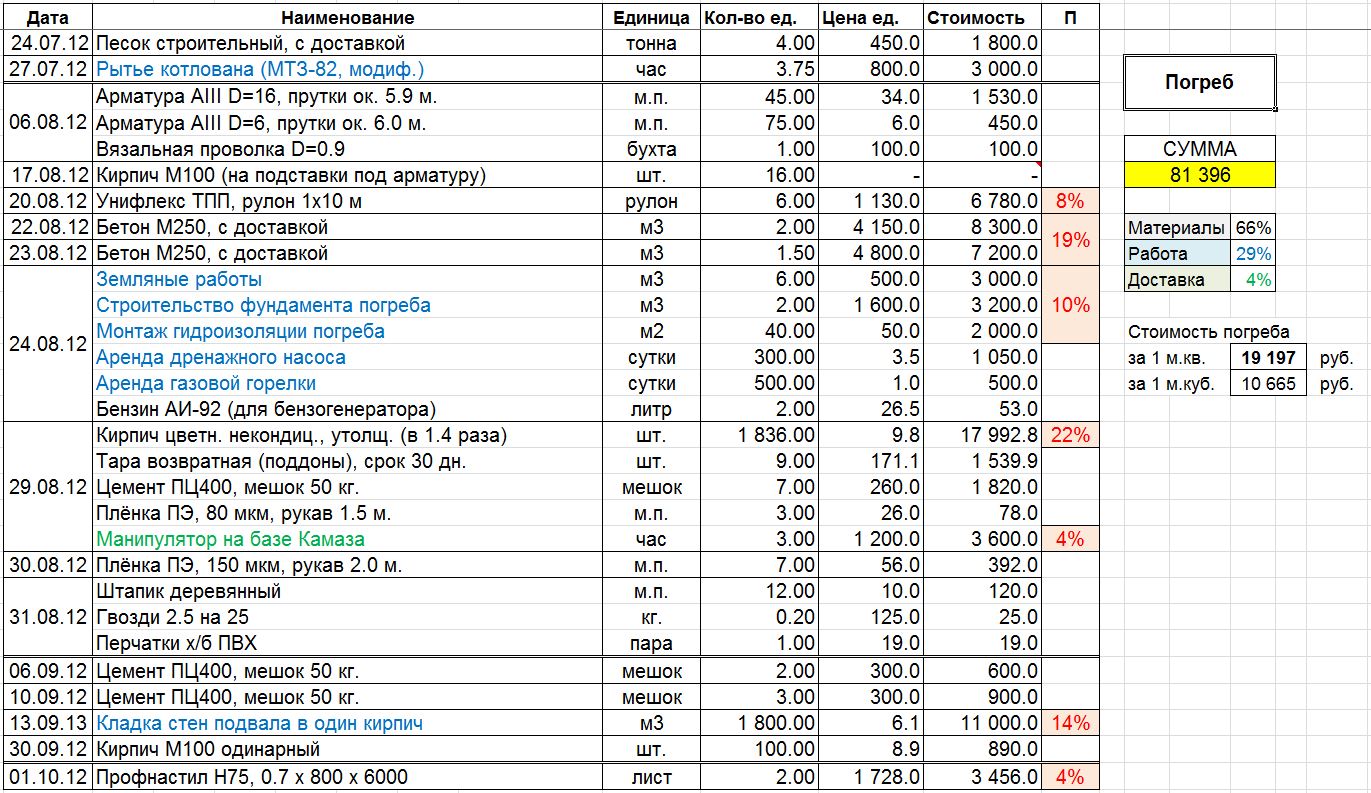 Дата Наименование Единица Кол-во ед. Цена ед. Стоимость П
24.07.12 Песок строительный, с доставкой тонна 4.00 450.0 1 800.0
27.07.12 Рытье котлована (МТЗ-82, модиф.) час 3.75 800.0 3 000.0
Погреб
Арматура АIII D=16, прутки ок. 5.9 м. м.п. 45.00 34.0 1 530.0
06.08.12 Арматура АIII D=6, прутки ок. 6.0 м. м.п. 75.00 6.0 450.0
Вязальная проволка D=0.9 бухта 1.00 100.0 100.0 СУММА
17.08.12 Кирпич М100 (на подставки под арматуру) шт. 16.00 - - 81 396
20.08.12 Унифлекс ТПП, рулон 1х10 м рулон 6.00 1 130.0 6 780.0 8%
22.08.12 Бетон М250, с доставкой м3 2.00 4 150.0 8 300.0 19% Материалы 66%
23.08.12 Бетон М250, с доставкой м3 1.50 4 800.0 7 200.0 Работа 29%
Земляные работы м3 6.00 500.0 3 000.0 Доставка 4%
Строительство фундамента погреба м3 2.00 1 600.0 3 200.0 10%
Монтаж гидроизоляции погреба м2 40.00 50.0 2 000.0 Стоимость погреба
24.08.12 Аренда дренажного насоса сутки 300.00 3.5 1 050.0 за 1 м.кв. 19 197 руб.
Аренда газовой горелки сутки 500.00 1.0 500.0 за 1 м.куб. 10 665 руб.
Бензин АИ-92 (для бензогенератора) литр 2.00 26.5 53.0
Кирпич цветн. некондиц., утолщ. (в 1.4 раза) шт. 1 836.00 9.8 17 992.8 22%
Тара возвратная (поддоны), срок 30 дн. шт. 9.00 171.1 1 539.9
29.08.12 Цемент ПЦ400, мешок 50 кг. мешок 7.00 260.0 1 820.0
Плёнка ПЭ, 80 мкм, рукав 1.5 м. м.п. 3.00 26.0 78.0
Манипулятор на базе Камаза час 3.00 1 200.0 3 600.0 4%
30.08.12 Плёнка ПЭ, 150 мкм, рукав 2.0 м. м.п. 7.00 56.0 392.0
Штапик деревянный м.п. 12.00 10.0 120.0
31.08.12 Гвозди 2.5 на 25 кг. 0.20 125.0 25.0
Перчатки х/б ПВХ пара 1.00 19.0 19.0
06.09.12 Цемент ПЦ400, мешок 50 кг. мешок 2.00 300.0 600.0
10.09.12 Цемент ПЦ400, мешок 50 кг. мешок 3.00 300.0 900.0
13.09.13 Кладка стен подвала в один кирпич м3 1 800.00 6.1 11 000.0 14%
30.09.12 Кирпич М100 одинарный шт. 100.00 8.9 890.0
01.10.12 Профнастил Н75, 0.7 х 800 х 6000 лист 2.00 1 728.0 3 456.0 4%